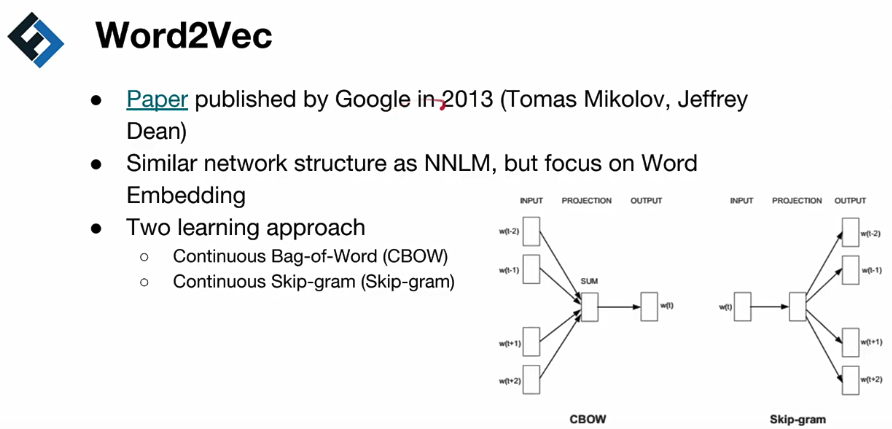 Word2Vec
● Paper published by Google in 2013 (Tomas Mikolov, Jeffrey
Dean)
● Similar network structure as NNLM, but focus on Word
Embedding
● Two learning approach
○ Continuous Bag-of-Word (CBOW)
○ Continuous Skip-gram (Skip-gram)
INPUT PROJECTION OUTPUT
w(t-2)
w(t-1)
SUM
w(t)
w(t+1)
w(t+2)
CBOW
INPUT PROJECTION OUTPUT
w(t-2)
w(t-1)
w(t)
w(t+1)
w(t+2)
Skip-gram